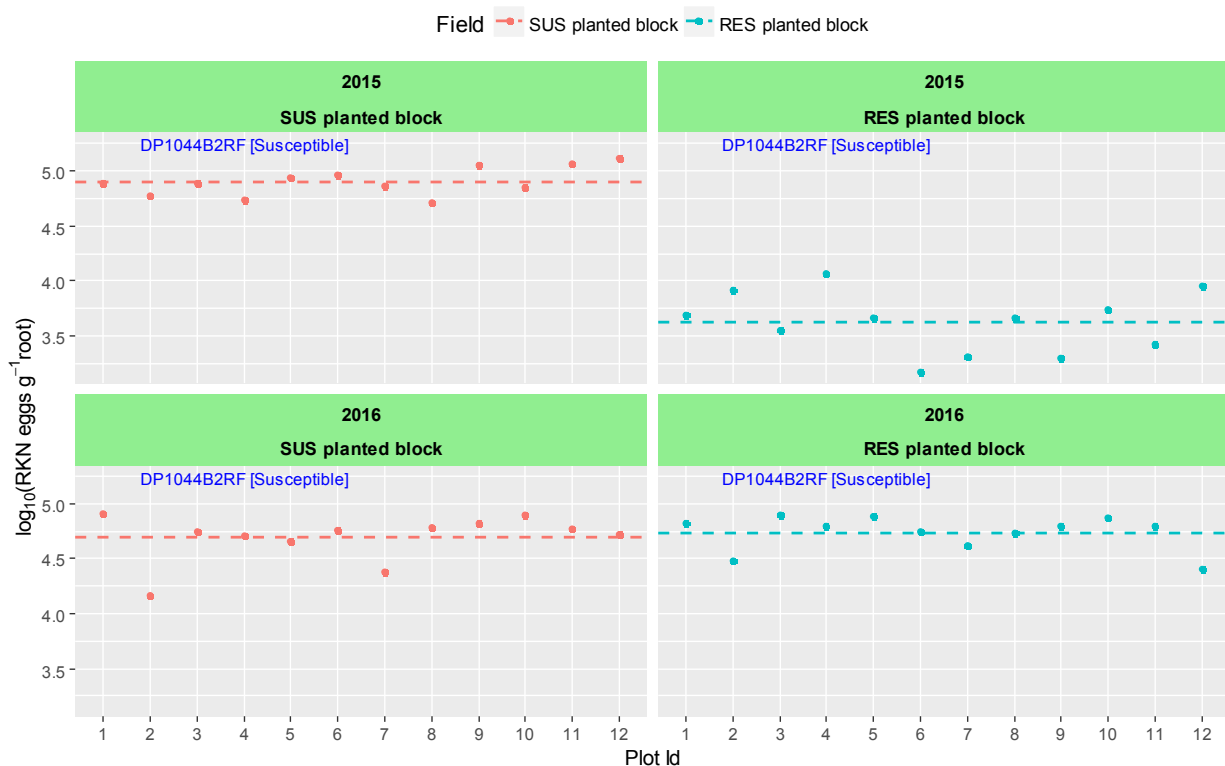 Field SUS planted block RES planted block
2015
SUS planted block
2015
RES planted block
DP1044B2RF [Susceptible]
DP1044B2RF [Susceptible]
5.0
4.5
4.0
3.5
2016
SUS planted block
2016
RES planted block
DP1044B2RF [Susceptible]
DP1044B2RF [Susceptible]
5.0
4.5
4.0
3.5
log₁₀(RKN eggs g⁻¹root)
1 2 3 4 5 6 7 8 9 10 11 12
1 2 3 4 5 6 7 8 9 10 11 12
Plot Id